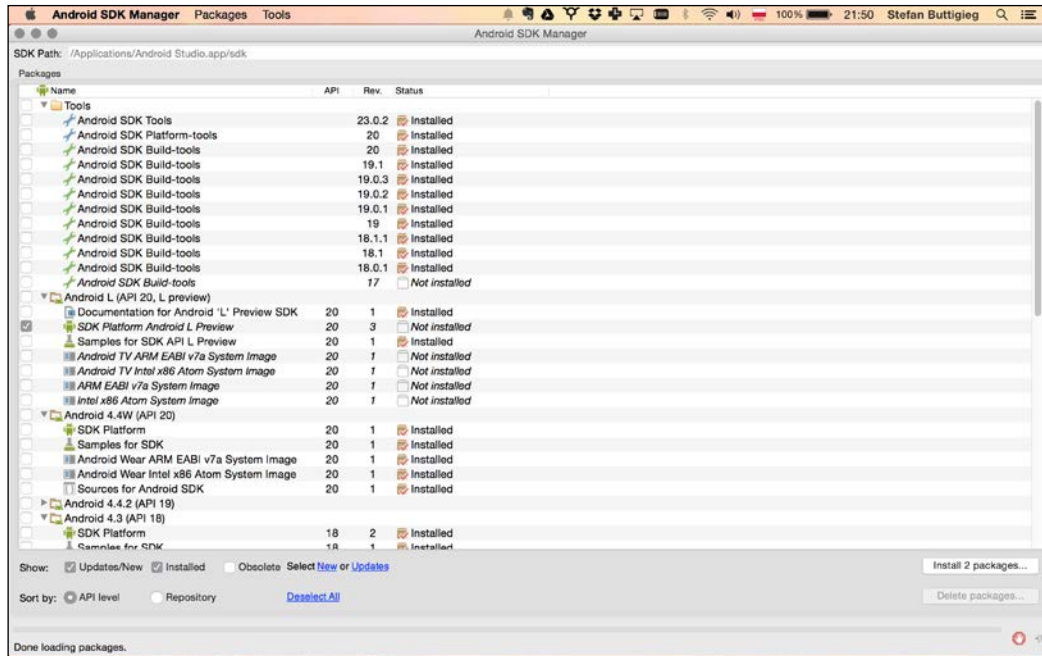 Android SDK Manager Packages Tools 100% 21:50 Stefan Buttigieg
Android SDK Manager
SDK Path: /Applications/Android Studio.app/sdk
Packages
Name API Rev. Status
Tools
Android SDK Tools 23.0.2 Installed
Android SDK Platform-tools 20 Installed
Android SDK Build-tools 20 Installed
Android SDK Build-tools 19.1 Installed
Android SDK Build-tools 19.0.3 Installed
Android SDK Build-tools 19.0.2 Installed
Android SDK Build-tools 19.0.1 Installed
Android SDK Build-tools 19 Installed
Android SDK Build-tools 18.1.1 Installed
Android SDK Build-tools 18.1 Installed
Android SDK Build-tools 18.0.1 Installed
Android SDK Build-tools 17 Not installed
Android L (API 20, L preview)
Documentation for Android 'L' Preview SDK 20 1 Installed
SDK Platform Android L Preview 20 3 Not installed
Samples for SDK API L Preview 20 1 Installed
Android TV ARM EABI v7a System Image 20 1 Not installed
Android TV Intel x86 Atom System Image 20 1 Not installed
ARM EABI v7a System Image 20 1 Not installed
Intel x86 Atom System Image 20 1 Not installed
Android 4.4W (API 20)
SDK Platform 20 1 Installed
Samples for SDK 20 1 Installed
Android Wear ARM EABI v7a System Image 20 1 Installed
Android Wear Intel x86 Atom System Image 20 1 Installed
Sources for Android SDK 20 1 Installed
Android 4.4.2 (API 19)
Android 4.3 (API 18)
SDK Platform 18 2 Installed
Samples for SDK 18 1 Installed
Show: Updates/New Installed Obsolete Select New or Updates Install 2 packages...
Sort by: API level Repository Deselect All Delete packages...
Done loading packages.